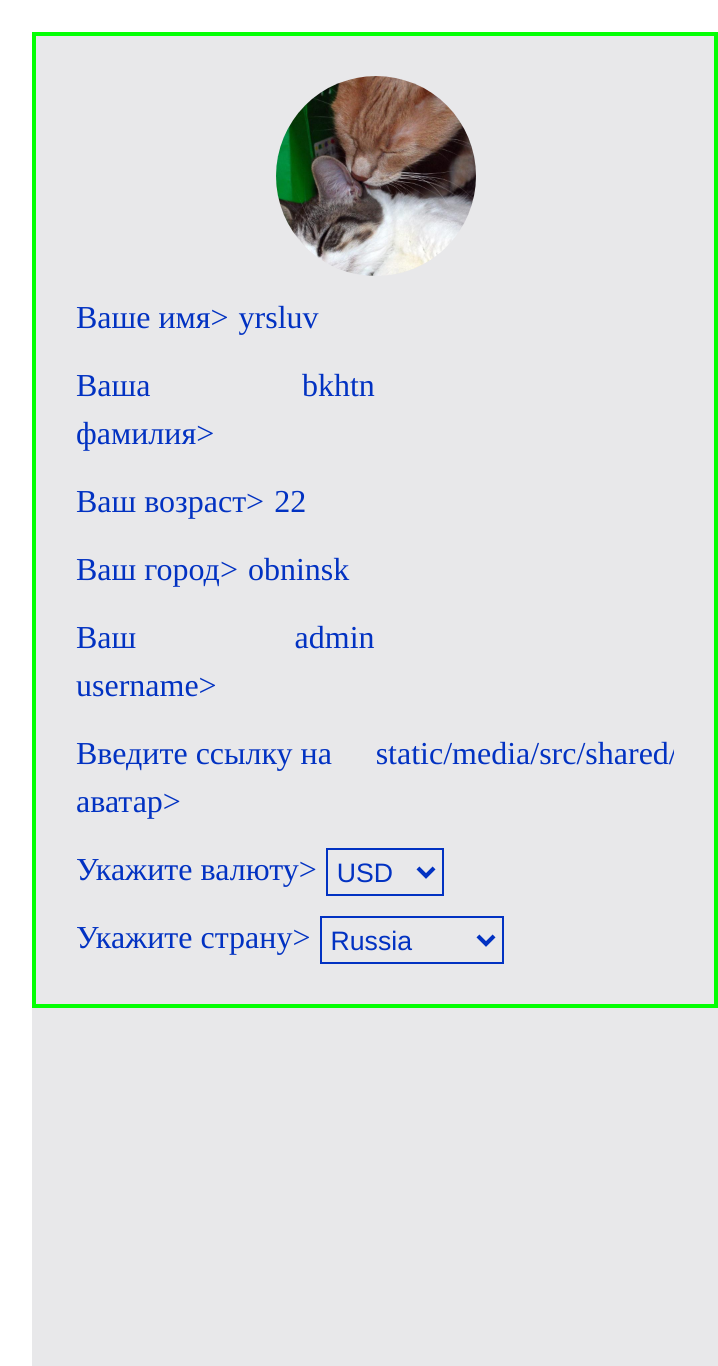 Ваше имя> yrsluv
Ваша bkhtn
фамилия>
Ваш возраст> 22
Ваш город> obninsk
Ваш admin
username>
Введите ссылку на static/media/src/shared/
аватар>
Укажите валюту> USD
Укажите страну> Russia